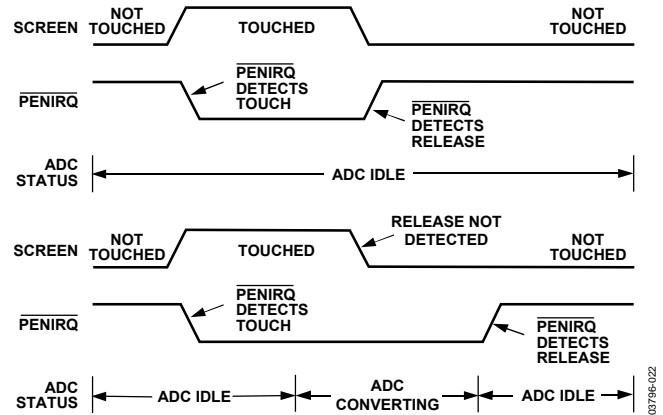 SCREEN
NOT
TOUCHED
TOUCHED
NOT
TOUCHED
PENIRQ
PENIRQ
DETECTS
TOUCH
PENIRQ
DETECTS
RELEASE
ADC
STATUS
ADC IDLE
SCREEN
NOT
TOUCHED
TOUCHED
RELEASE NOT
DETECTED
NOT
TOUCHED
PENIRQ
PENIRQ
DETECTS
TOUCH
PENIRQ
DETECTS
RELEASE
ADC
STATUS
ADC IDLE
ADC
CONVERTING
ADC IDLE
03796-022